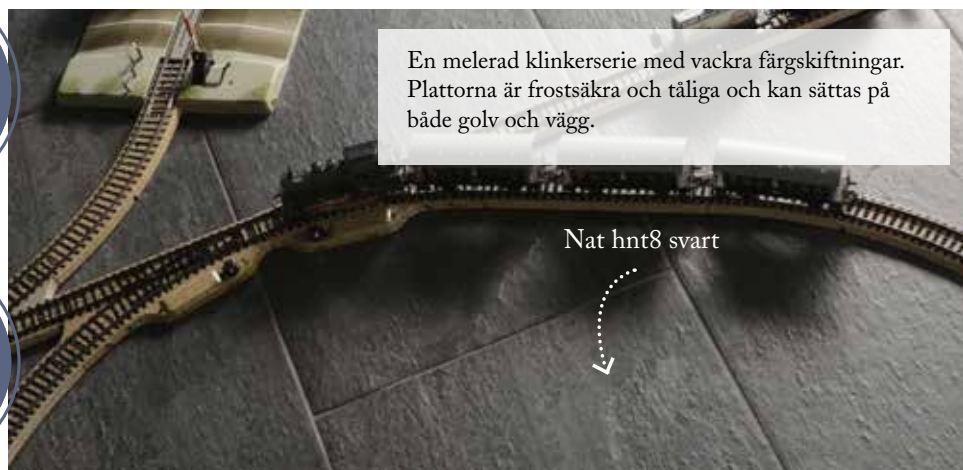 En melerad klinkerserie med vackra färgskiftningar.
Plattorna är frostsäkra och tåliga och kan sättas på
både golv och vägg.
Nat hnt8 svart